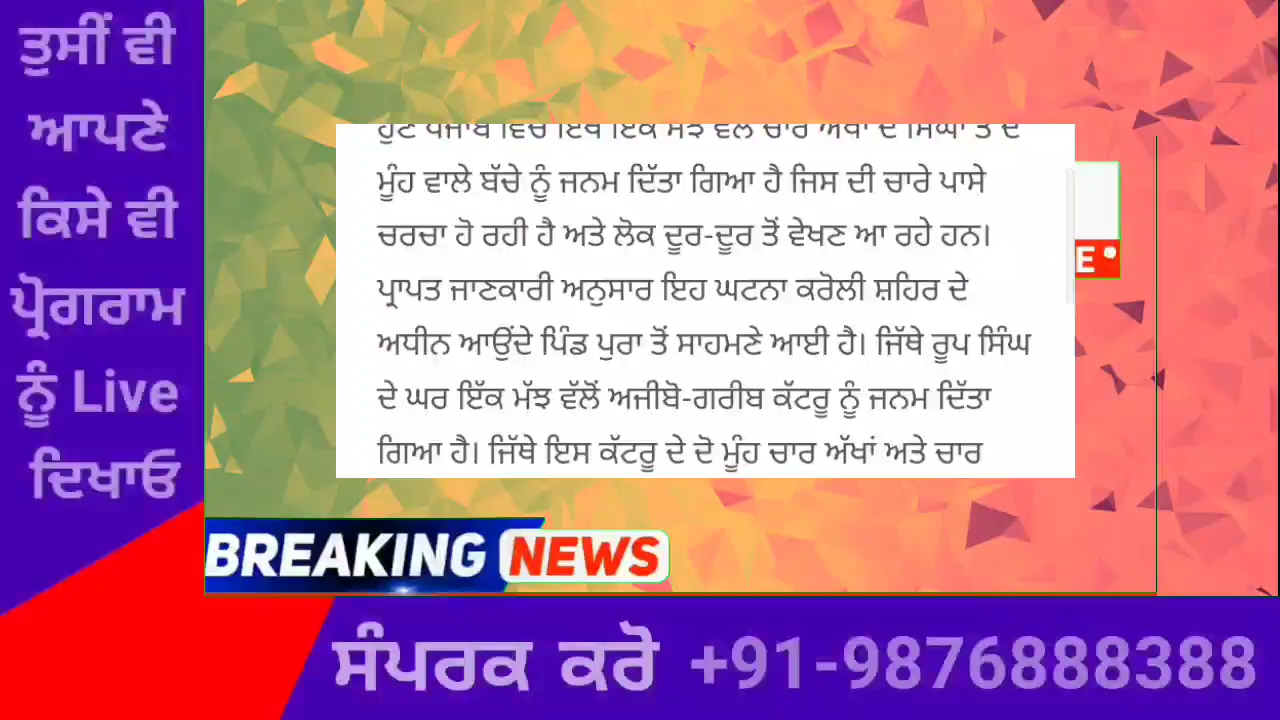 ਤੁਸੀਂ ਵੀ
ਆਪਣੇ
ਕਿਸੇ ਵੀ
ਪ੍ਰੋਗਰਾਮ
ਨੂੰ Live
ਦਿਖਾਓ
ਮੂੰਹ ਵਾਲੇ ਬੱਚੇ ਨੂੰ ਜਨਮ ਦਿੱਤਾ ਗਿਆ ਹੈ ਜਿਸ ਦੀ ਚਾਰੇ ਪਾਸੇ
ਚਰਚਾ ਹੋ ਰਹੀ ਹੈ ਅਤੇ ਲੋਕ ਦੂਰ-ਦੂਰ ਤੋਂ ਵੇਖਣ ਆ ਰਹੇ ਹਨ।
ਪ੍ਰਾਪਤ ਜਾਣਕਾਰੀ ਅਨੁਸਾਰ ਇਹ ਘਟਨਾ ਕਰੋਲੀ ਸ਼ਹਿਰ ਦੇ
ਅਧੀਨ ਆਉਂਦੇ ਪਿੰਡ ਪੁਰਾ ਤੋਂ ਸਾਹਮਣੇ ਆਈ ਹੈ। ਜਿੱਥੇ ਰੂਪ ਸਿੰਘ
ਦੇ ਘਰ ਇੱਕ ਮੱਝ ਵੱਲੋਂ ਅਜੀਬੋ-ਗਰੀਬ ਕੱਟਰੂ ਨੂੰ ਜਨਮ ਦਿੱਤਾ
ਗਿਆ ਹੈ। ਜਿੱਥੇ ਇਸ ਕੱਟਰੂ ਦੇ ਦੋ ਮੂੰਹ ਚਾਰ ਅੱਖਾਂ ਅਤੇ ਚਾਰ
E
BREAKING NEWS
ਸੰਪਰਕ ਕਰੋ +91-9876888388